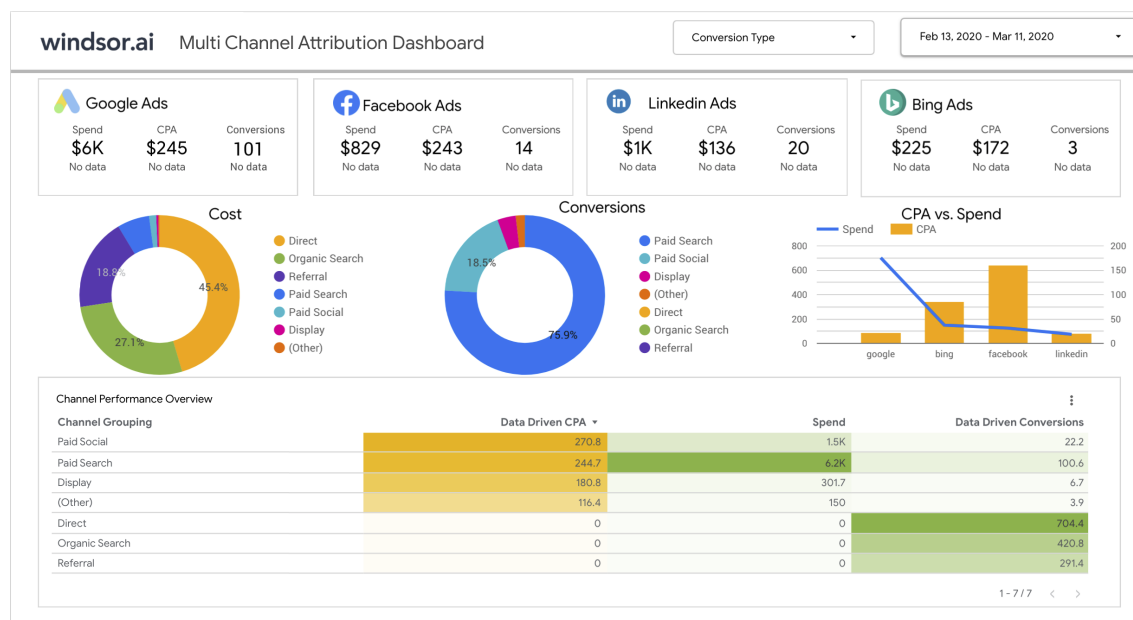 windsor.ai Multi Channel Attribution Dashboard
Conversion Type
Feb 13, 2020 - Mar 11, 2020
Google Ads
Spend CPA Conversions
$6K $245 101
No data No data No data
Facebook Ads
Spend CPA Conversions
$829 $243 14
No data No data No data
in Linkedin Ads
Spend CPA Conversions
$1K $136 20
No data No data No data
Bing Ads
Spend CPA Conversions
$225 $172 3
No data No data No data
Cost
18.8%
45.4%
27.1%
Direct
Organic Search
Referral
Paid Search
Paid Social
Display
(Other)
Conversions
18.5%
75.9%
Paid Search
Paid Social
Display
(Other)
Direct
Organic Search
Referral
CPA vs. Spend
Spend CPA
800 200
600 150
400 100
200 50
0 0
google bing facebook linkedin
Channel Performance Overview
Channel Grouping Data Driven CPA Spend Data Driven Conversions
Paid Social 270.8 1.5K 22.2
Paid Search 244.7 6.2K 100.6
Display 180.8 301.7 6.7
(Other) 116.4 150 3.9
Direct 0 0 704.4
Organic Search 0 0 420.8
Referral 0 0 291.4
1 - 7 / 7